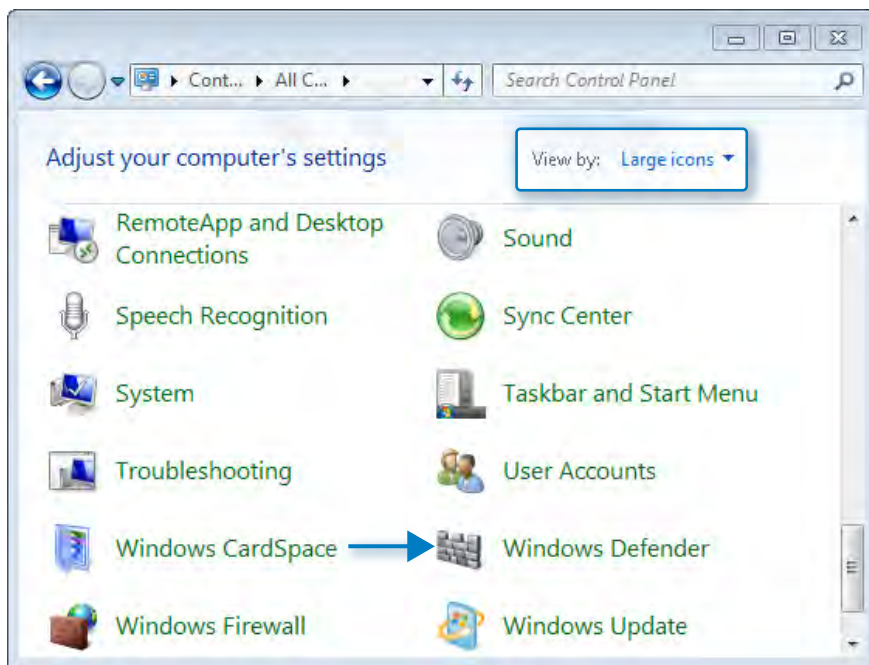 Cont... All C...
Search Control Panel
Adjust your computer's settings
View by: Large icons
RemoteApp and Desktop
Connections
Sound
Speech Recognition
Sync Center
System
Taskbar and Start Menu
Troubleshooting
User Accounts
Windows CardSpace
Windows Defender
Windows Firewall
Windows Update